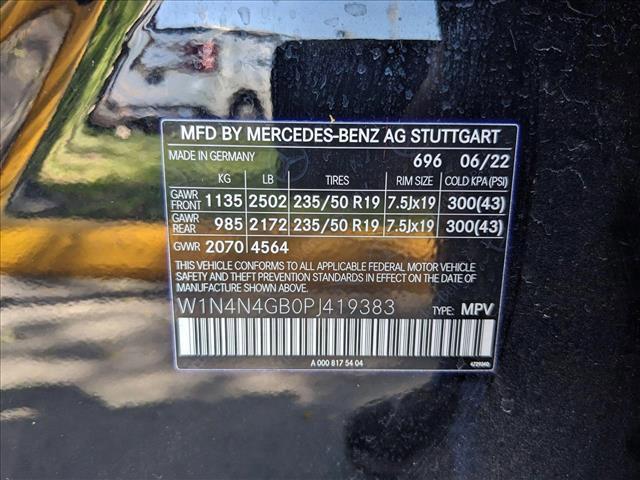 MFD BY MERCEDES-BENZ AG STUTTGART
MADE IN GERMANY 696 06/22
KG LB TIRES RIM SIZE COLD KPA (PSI)
GAWR FRONT 1135 2502 235/50 R19 7.5Jx19 300(43)
GAWR REAR 985 2172 235/50 R19 7.5Jx19 300(43)
GWR 2070 4564
THIS VEHICLE CONFORMS TO ALL APPLICABLE FEDERAL MOTOR VEHICLE
SAFETY AND THEFT PREVENTION STANDARDS IN EFFECT ON THE DATE
OF MANUFACTURE SHOWN ABOVE.
W1N4N4GB0PJ419383 TYPE: MPV
A 000 817 54 04